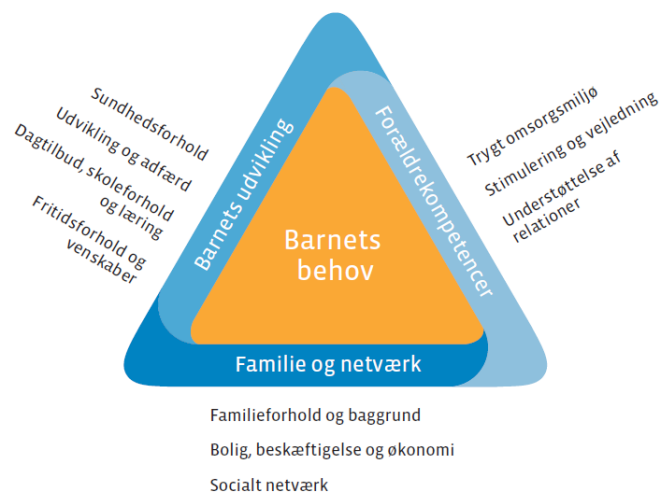 Sundhedsforhold
Udvikling og adfærd
Dagtilbud, skoleforhold
og læring
Fritidsforhold og
venskaber
Barnets udvikling
Forældrekompetencer
Trygt omsorgsmiljø
Stimulering og vejledning
Understøttelse af
relationer
Barnets
behov
Familie og netværk
Familieforhold og baggrund
Bolig, beskæftigelse og økonomi
Socialt netværk